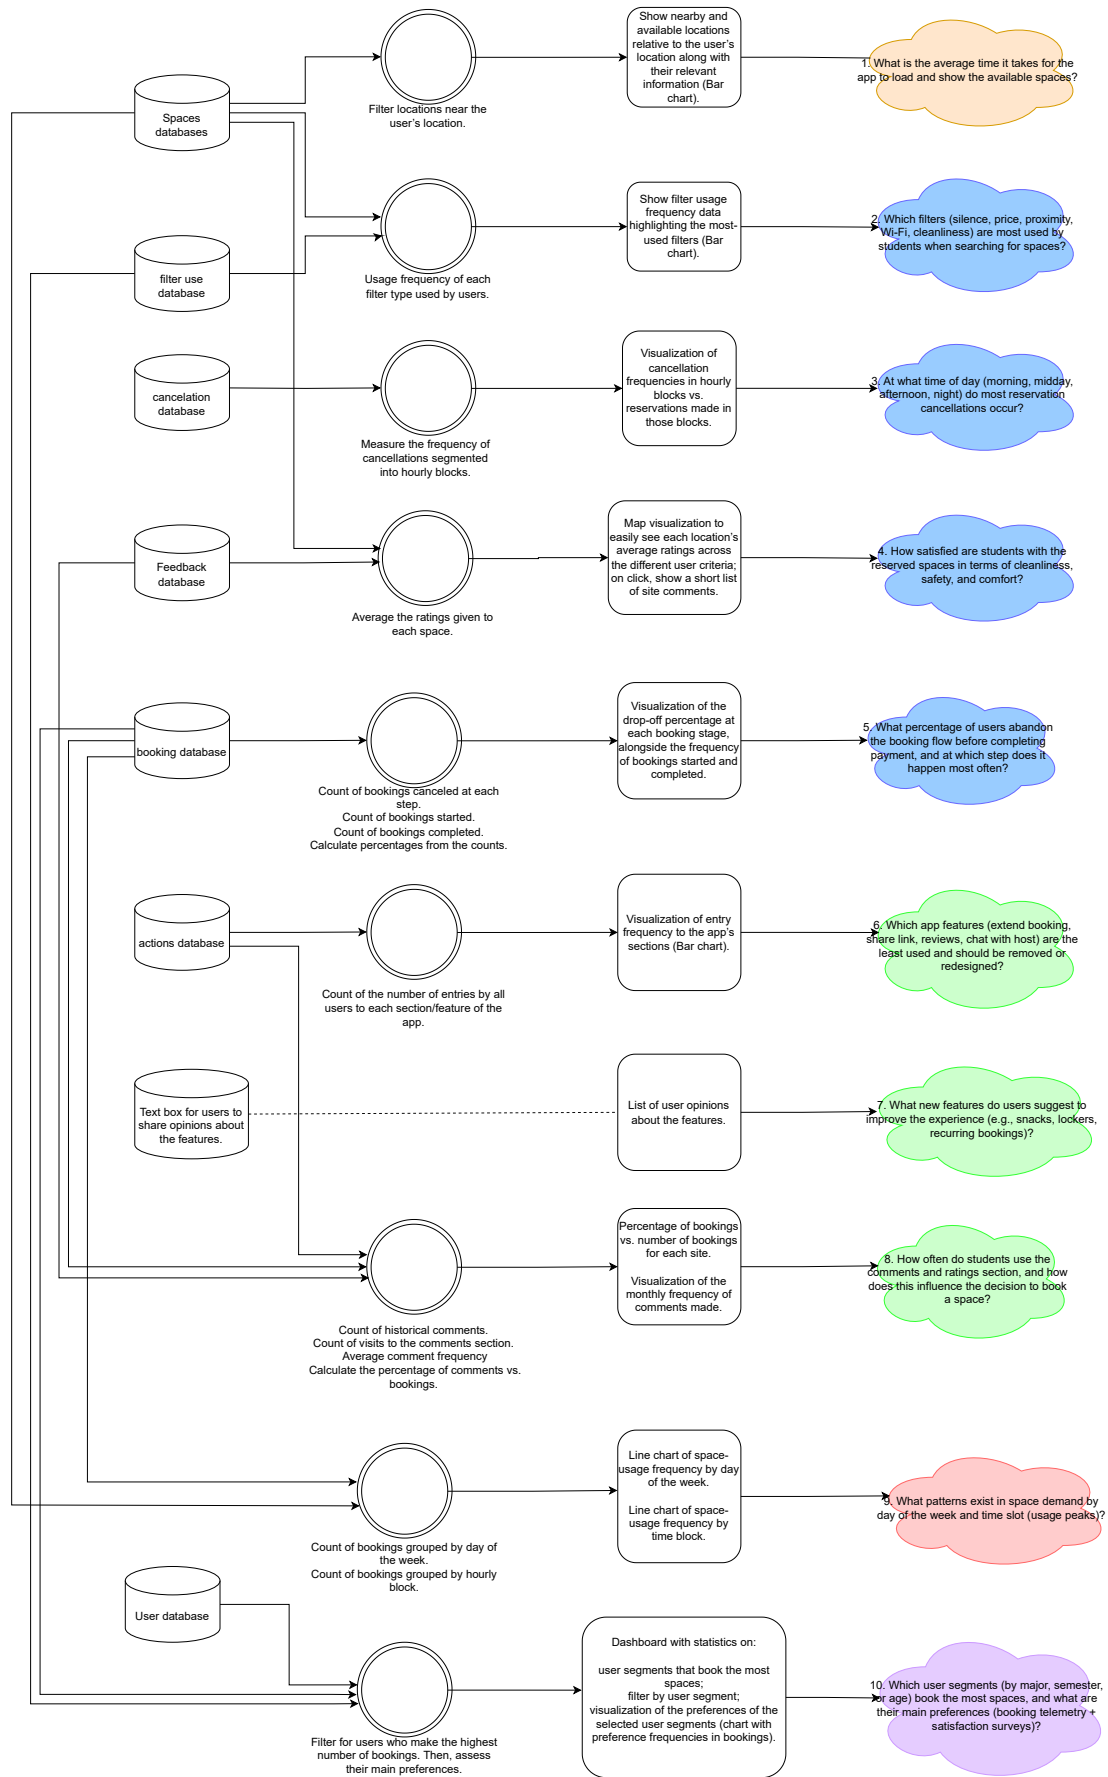 Spaces
databases
Filter locations near the
user's location.
Show nearby and
available locations
relative to the user's
location along with
their relevant
information (Bar
chart).
1. What is the average time it takes for the
app to load and show the available spaces?
filter use
database
Usage frequency of each
filter type used by users.
Show filter usage
frequency data
highlighting the most-
used filters (Bar
chart).
2. Which filters (silence, price, proximity,
Wi-Fi, cleanliness) are most used by
students when searching for spaces?
cancelation
database
Measure the frequency of
cancellations segmented
into hourly blocks.
Visualization of
cancellation
frequencies in hourly
blocks vs.
reservations made in
those blocks.
3. At what time of day (morning, midday,
afternoon, night) do most reservation
cancellations occur?
Feedback
database
Average the ratings given to
each space.
Map visualization to
easily see each location's
average ratings across
the different user criteria;
on click, show a short list
of site comments.
4. How satisfied are students with the
reserved spaces in terms of cleanliness,
safety, and comfort?
booking database
Count of bookings canceled at each
step.
Count of bookings started.
Count of bookings completed.
Calculate percentages from the counts.
Visualization of the
drop-off percentage at
each booking stage,
alongside the frequency
of bookings started and
completed.
5. What percentage of users abandon
the booking flow before completing
payment, and at which step does it
happen most often?
actions database
Count of the number of entries by all
users to each section/feature of the
app.
Visualization of entry
frequency to the app's
sections (Bar chart).
6. Which app features (extend booking,
share link, reviews, chat with host) are the
least used and should be removed or
redesigned?
Text box for users to
share opinions about
the features.
List of user opinions
about the features.
7. What new features do users suggest to
improve the experience (e.g., snacks, lockers,
recurring bookings)?
Count of historical comments.
Count of visits to the comments section.
Average comment frequency
Calculate the percentage of comments vs.
bookings.
Percentage of bookings
vs. number of bookings
for each site.
Visualization of the
monthly frequency of
comments made.
8. How often do students use the
comments and ratings section, and how
does this influence the decision to book
a space?
Count of bookings grouped by day of
the week.
Count of bookings grouped by hourly
block.
Line chart of space-
usage frequency by day
of the week.
Line chart of space-
usage frequency by
time block.
9. What patterns exist in space demand by
day of the week and time slot (usage peaks)?
User database
Filter for users who make the highest
number of bookings. Then, assess
their main preferences.
Dashboard with statistics on:
user segments that book the most
spaces;
filter by user segment;
visualization of the preferences of the
selected user segments (chart with
preference frequencies in bookings).
10. Which user segments (by major, semester,
or age) book the most spaces, and what are
their main preferences (booking telemetry +
satisfaction surveys)?